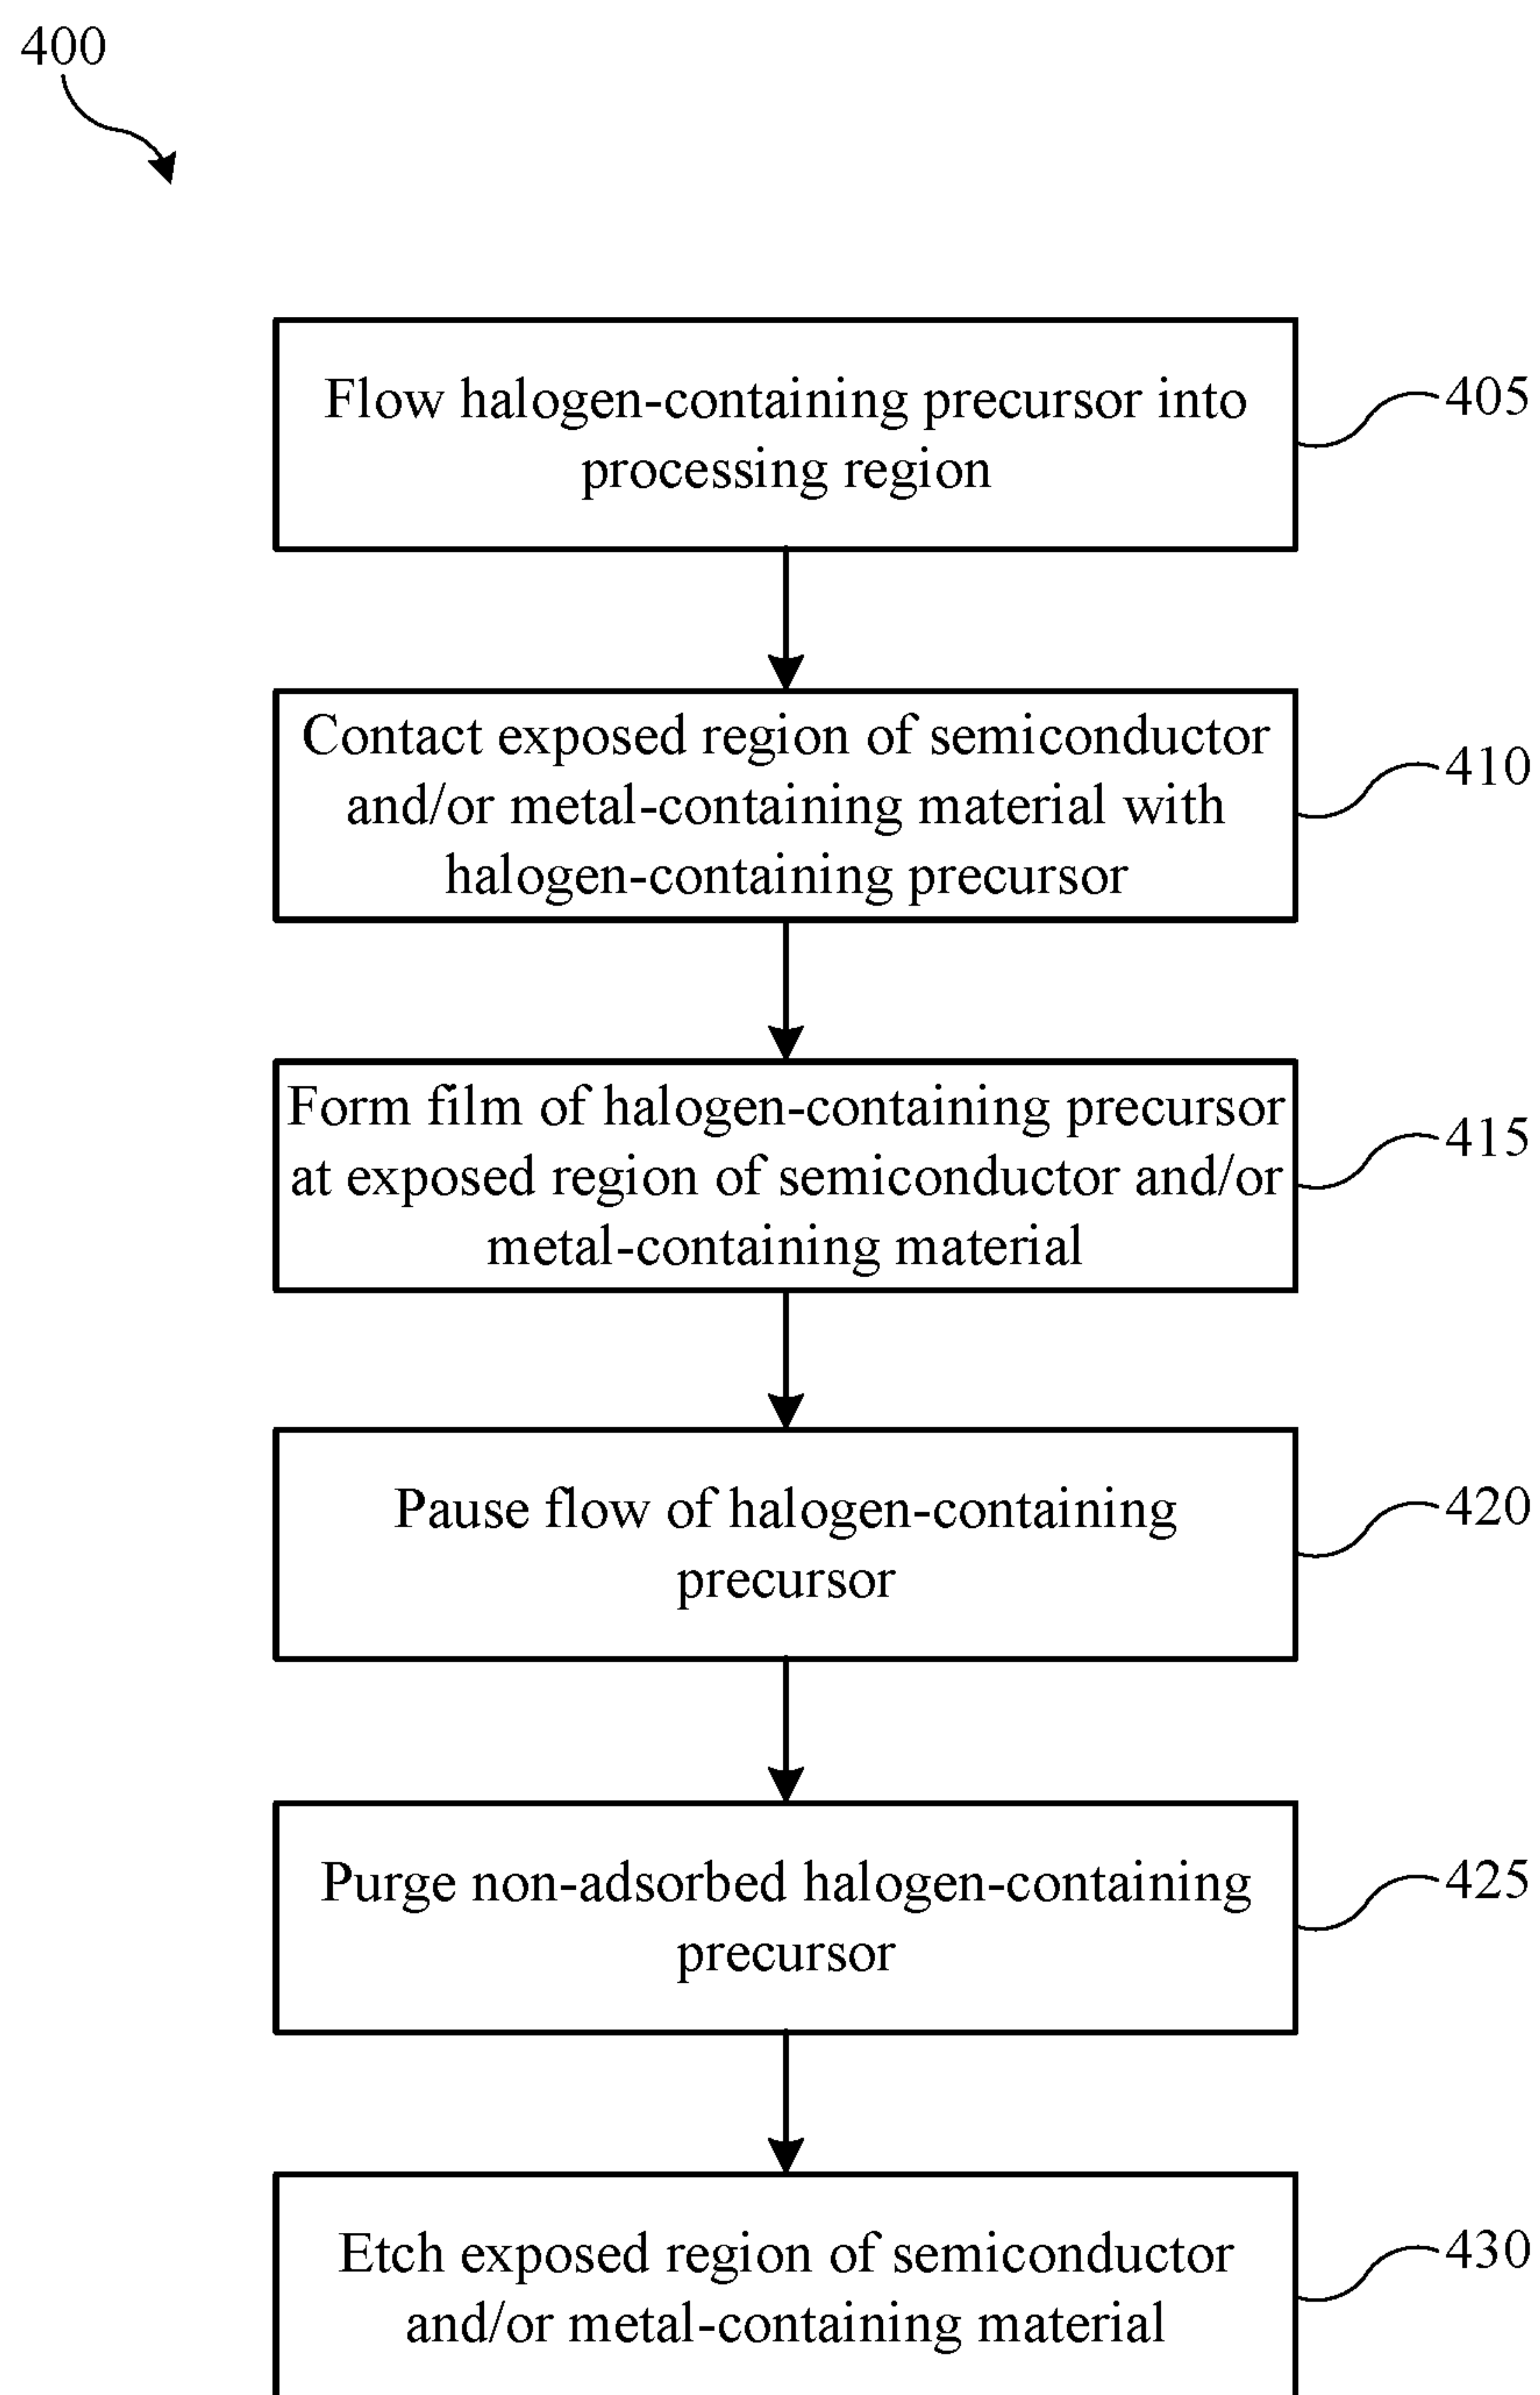 400
Flow halogen-containing precursor into
processing region
405
Contact exposed region of semiconductor
and/or metal-containing material with
halogen-containing precursor
410
Form film of halogen-containing precursor
at exposed region of semiconductor and/or
metal-containing material
415
Pause flow of halogen-containing
precursor
420
Purge non-adsorbed halogen-containing
precursor
425
Etch exposed region of semiconductor
and/or metal-containing material
430